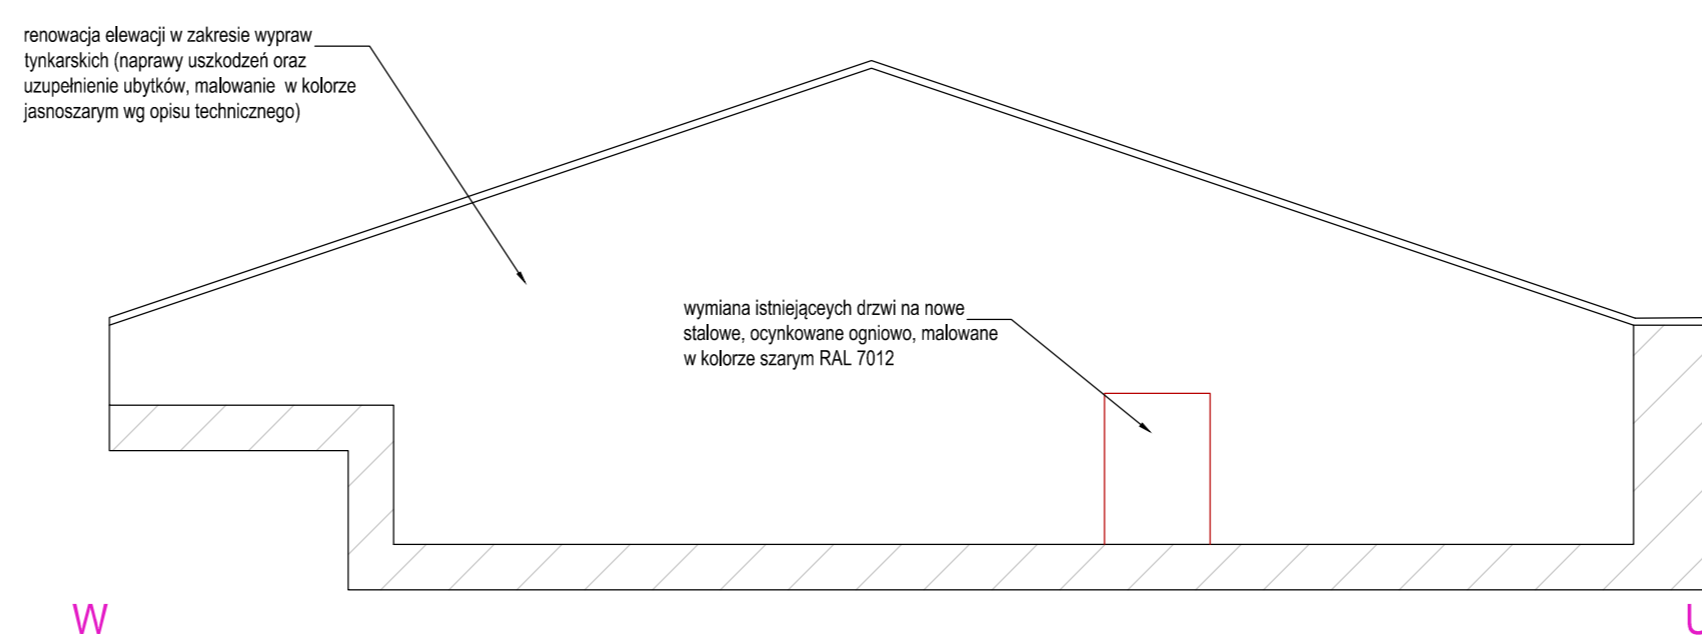 renowacja elewacji w zakresie wypraw
tynkarskich (naprawy uszkodzeń oraz
uzupełnienie ubytków, malowanie w kolorze
jasnoszarym wg opisu technicznego)
wymiana istniejąceych drzwi na nowe
stalowe, ocynkowane ogniowo, malowane
w kolorze szarym RAL 7012
W